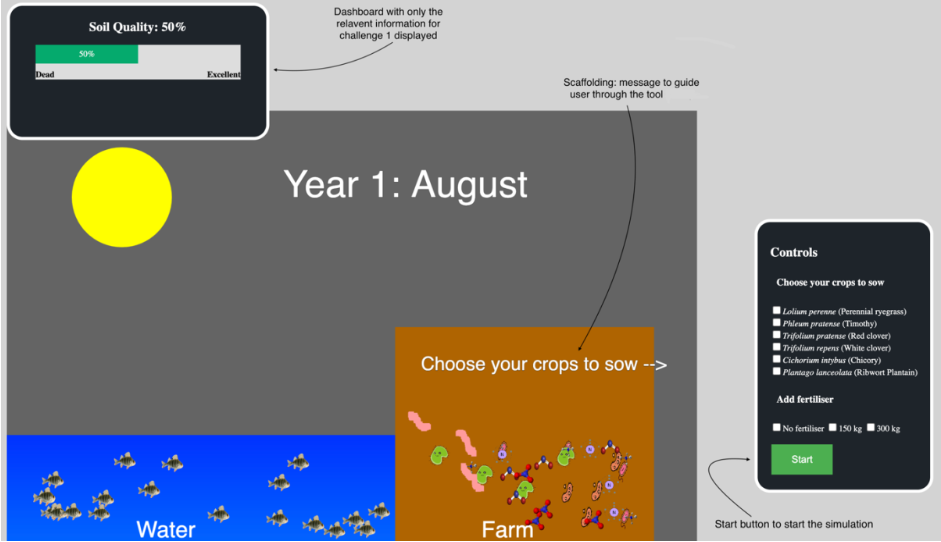 Soil Quality: 50%
50%
Dead Excellent
Dashboard with only the
relavent information for
challenge 1 displayed
Scaffolding: message to guide
user through the tool
Year 1: August
Choose your crops to sow -->
Water
Farm
Controls
Choose your crops to sow
Lolium perenne (Perennial ryegrass)
Phleum pratense (Timothy)
Trifolium pratense (Red clover)
Trifolium repens (White clover)
Cichorium intybus (Chicory)
Plantago lanceolata (Ribwort Plantain)
Add fertiliser
No fertiliser 150 kg 300 kg
Start
Start button to start the simulation